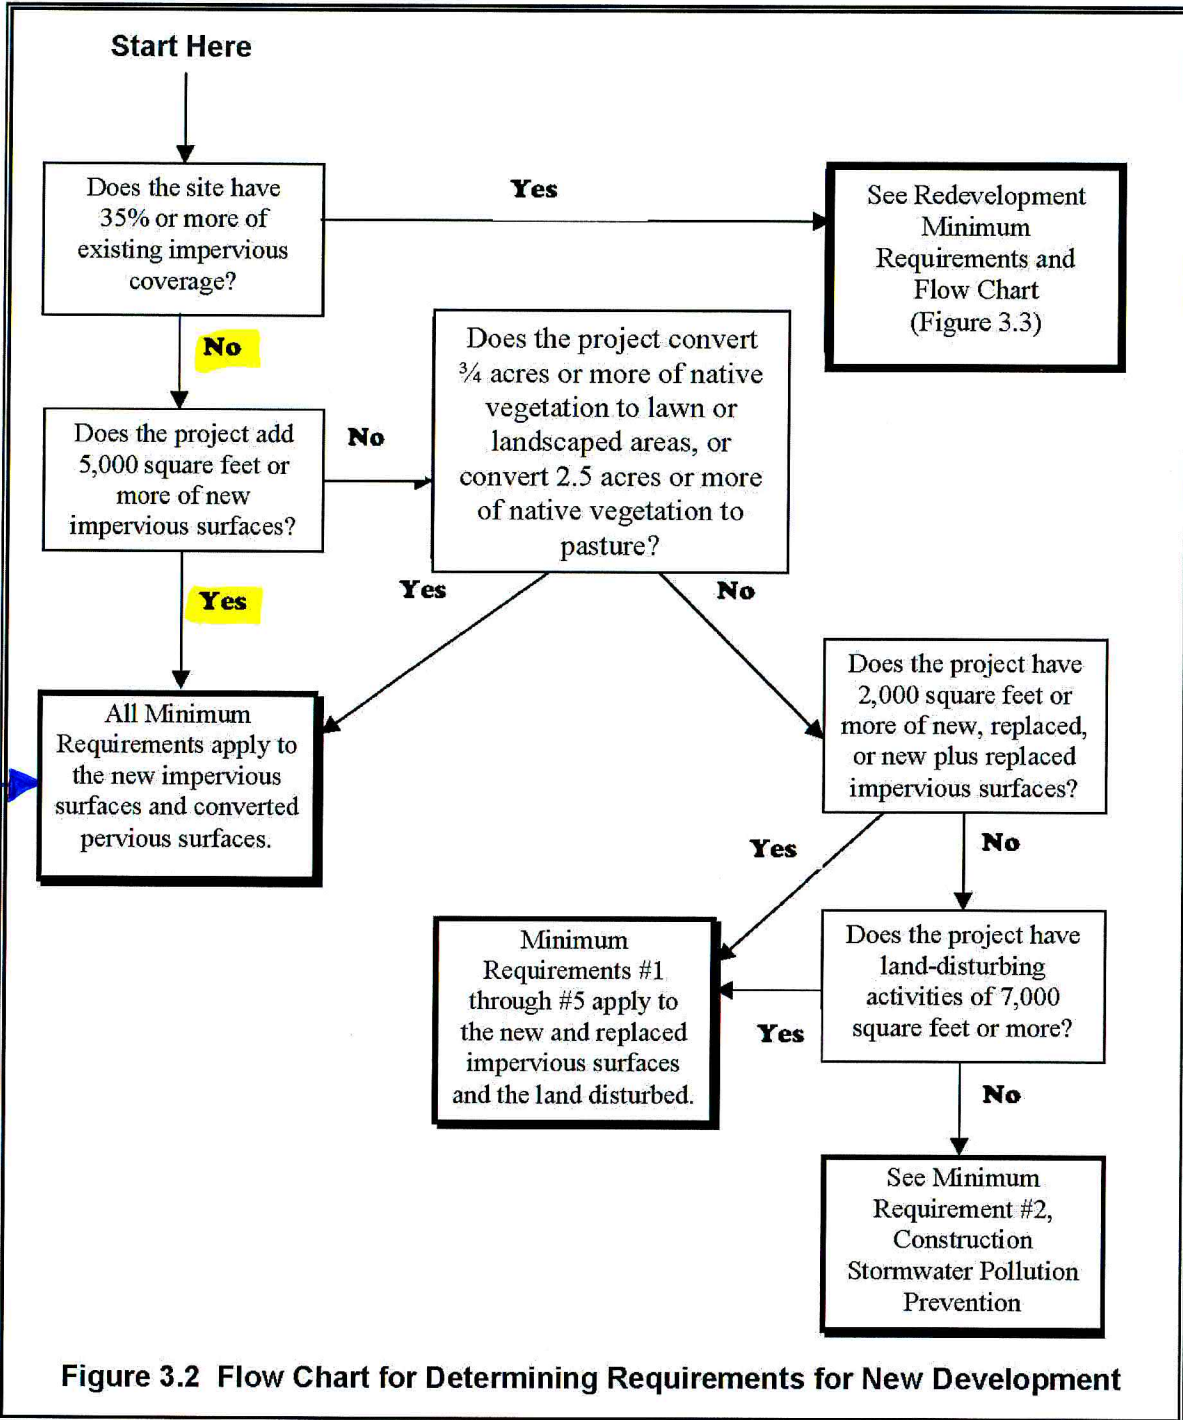 Start Here
Does the site have
35% or more of
existing impervious
coverage?
Yes
See Redevelopment
Minimum
Requirements and
Flow Chart
(Figure 3.3)
No
Does the project add
5,000 square feet or
more of new
impervious surfaces?
No
Does the project convert
¾ acres or more of native
vegetation to lawn or
landscaped areas, or
convert 2.5 acres or more
of native vegetation to
pasture?
Yes
Yes
No
All Minimum
Requirements apply to
the new impervious
surfaces and converted
pervious surfaces.
Does the project have
2,000 square feet or
more of new, replaced,
or new plus replaced
impervious surfaces?
Yes
No
Minimum
Requirements #1
through #5 apply to
the new and replaced
impervious surfaces
and the land disturbed.
Does the project have
land-disturbing
activities of 7,000
square feet or more?
Yes
No
See Minimum
Requirement #2,
Construction
Stormwater Pollution
Prevention
Figure 3.2 Flow Chart for Determining Requirements for New Development